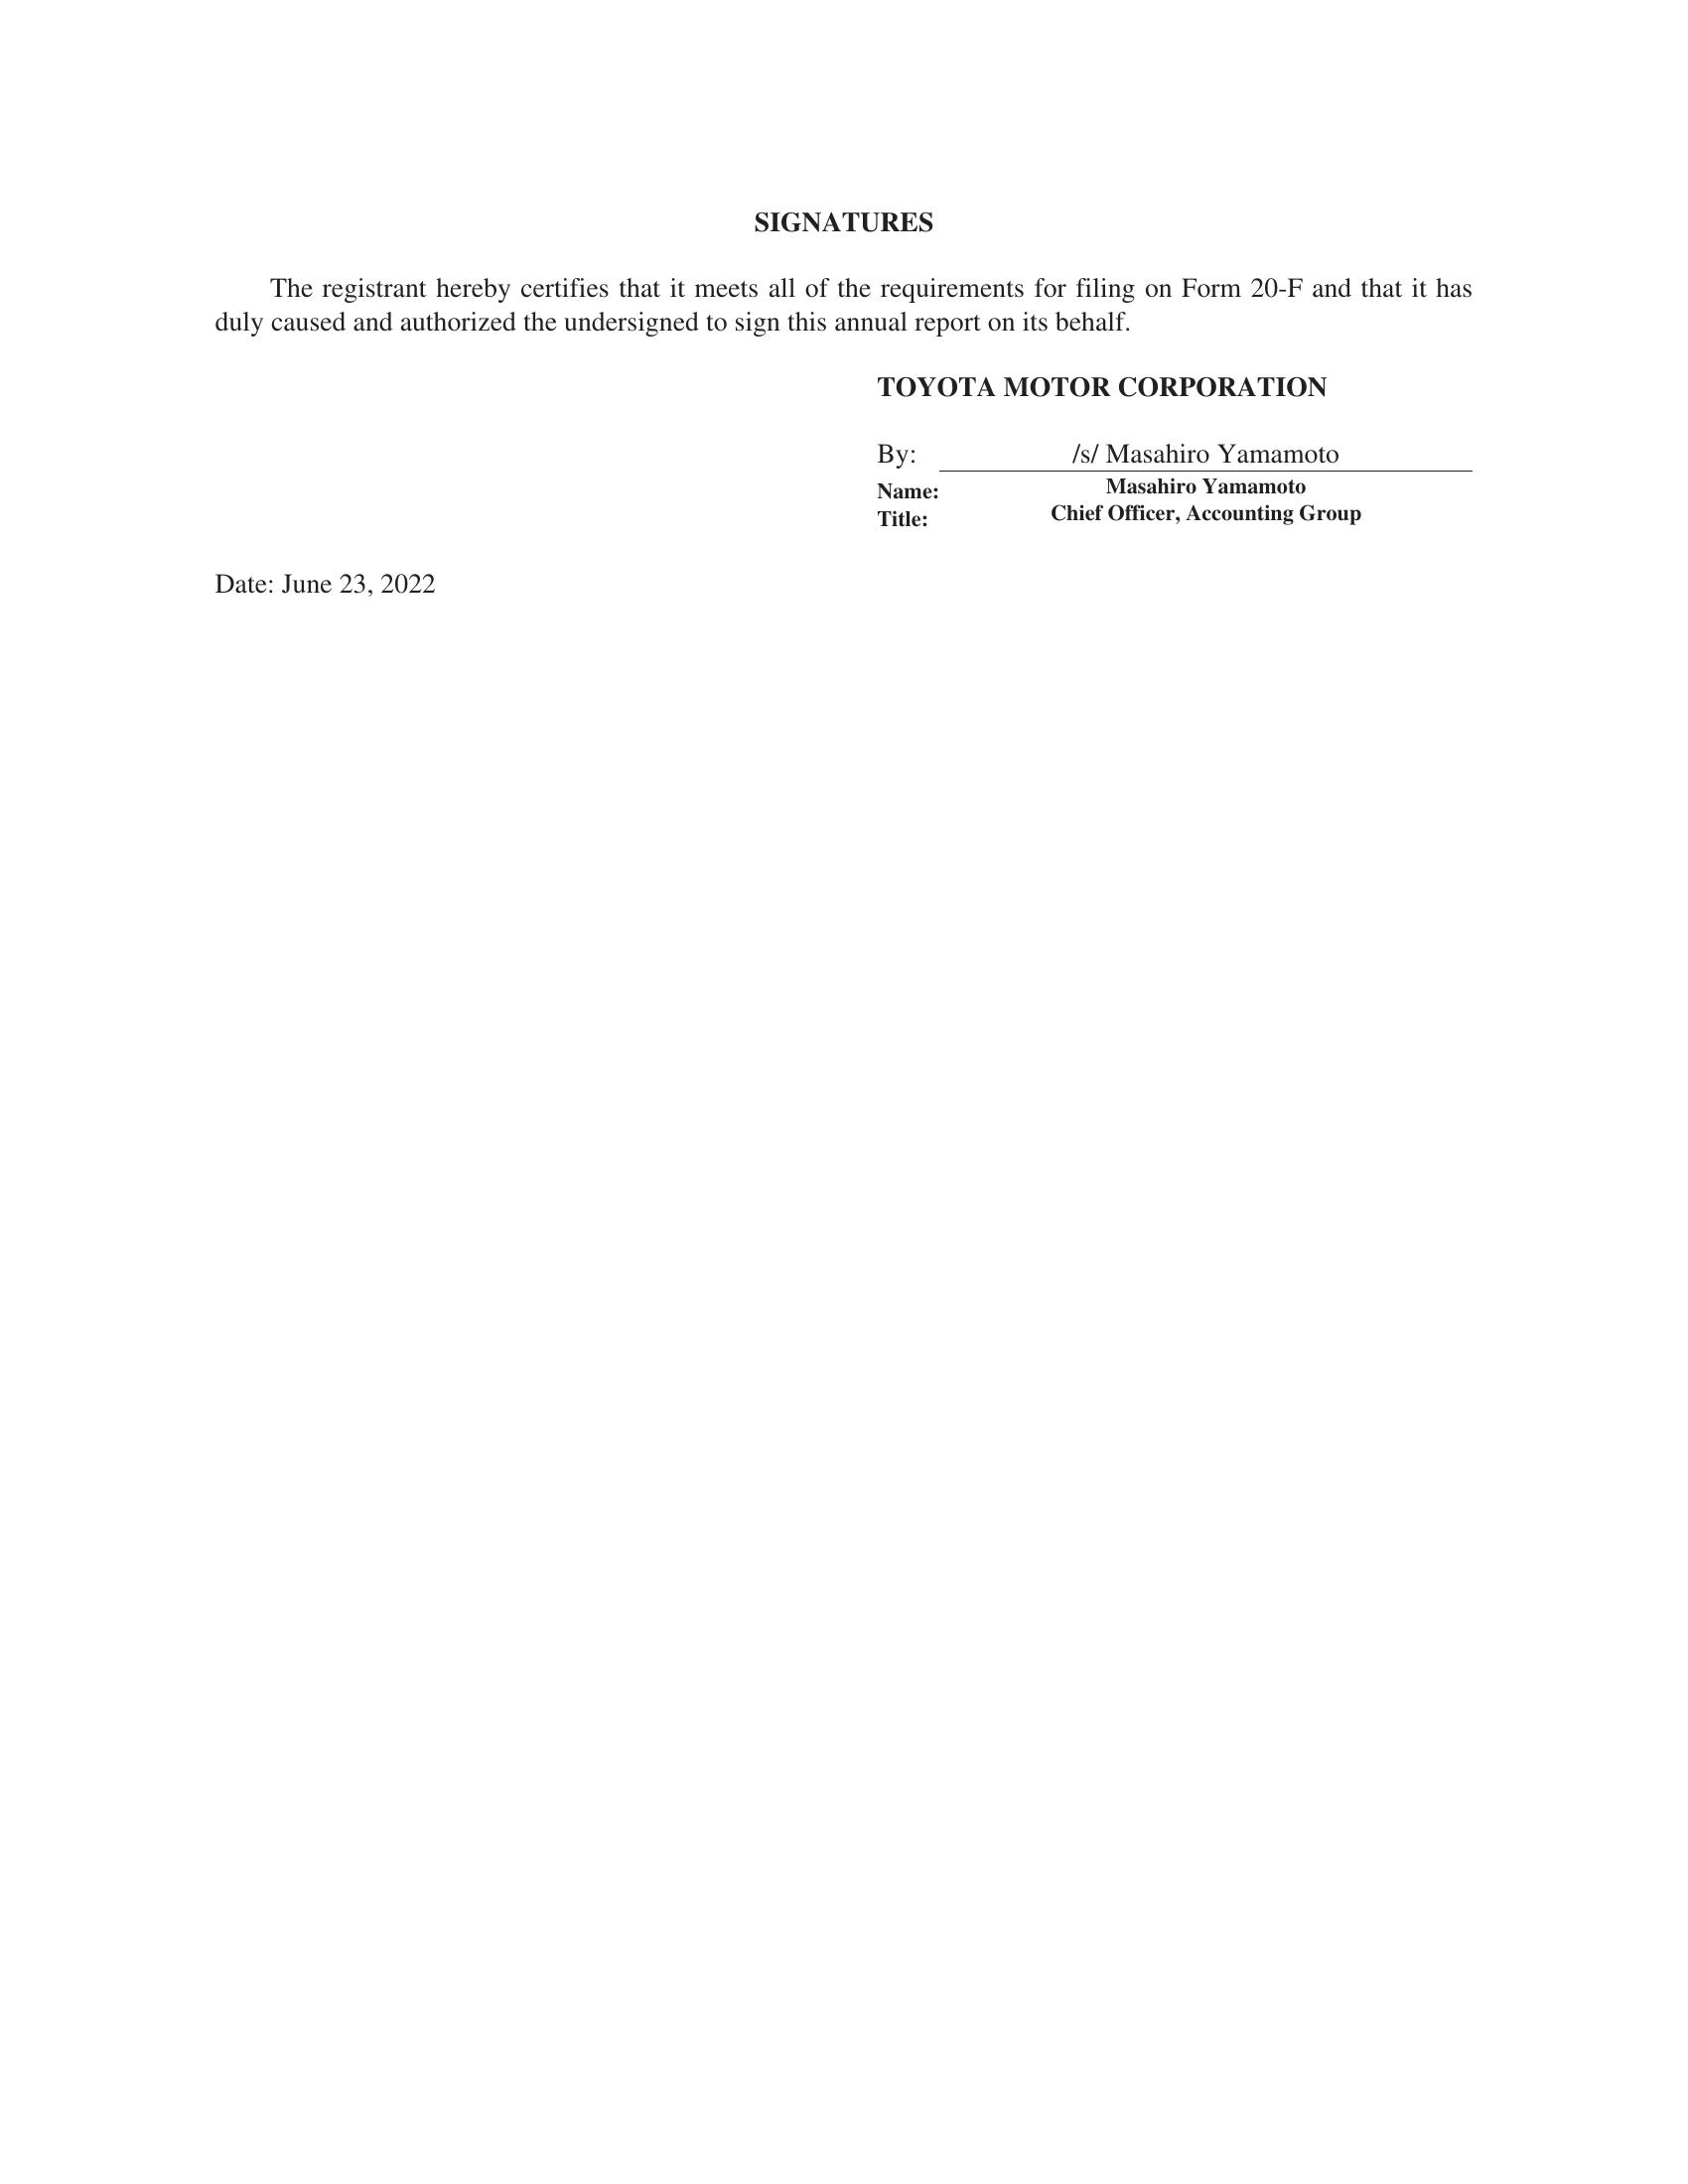 SIGNATURES
The registrant hereby certifies that it meets all of the requirements for filing on Form 20-F and that it has
duly caused and authorized the undersigned to sign this annual report on its behalf.
TOYOTA MOTOR CORPORATION
By: /s/ Masahiro Yamamoto
Name: Masahiro Yamamoto
Title: Chief Officer, Accounting Group
Date: June 23, 2022